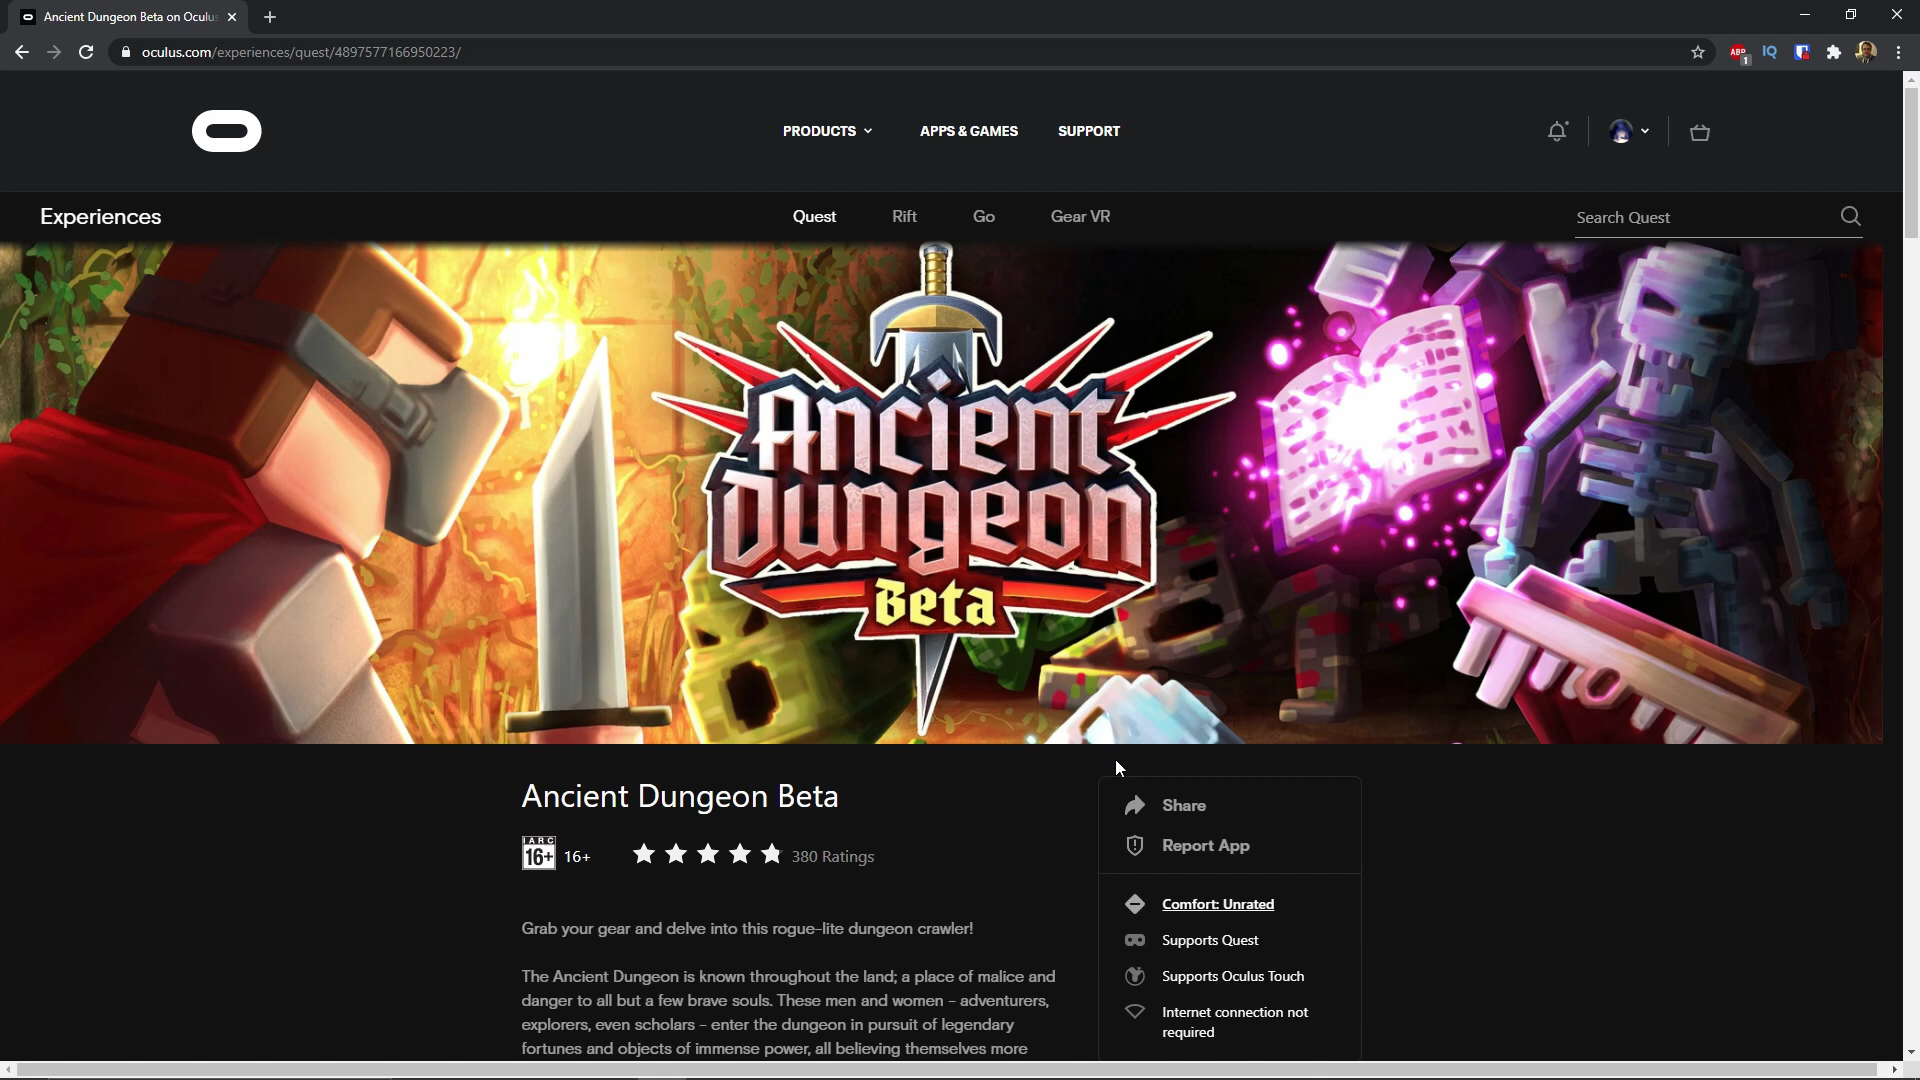 Ancient Dungeon Beta on Oculus
oculus.com/experiences/quest/4897577166950223/
ABP
1
IQ
PRODUCTS
APPS & GAMES
SUPPORT
Experiences
Quest
Rift
Go
Gear VR
Search Quest
Ancient
Dungeon
Beta
Ancient Dungeon Beta
IARC
16+
16+
380 Ratings
Grab your gear and delve into this rogue-lite dungeon crawler!
The Ancient Dungeon is known throughout the land; a place of malice and
danger to all but a few brave souls. These men and women - adventurers,
explorers, even scholars - enter the dungeon in pursuit of legendary
fortunes and objects of immense power, all believing themselves more
Share
Report App
Comfort: Unrated
Supports Quest
Supports Oculus Touch
Internet connection not
required